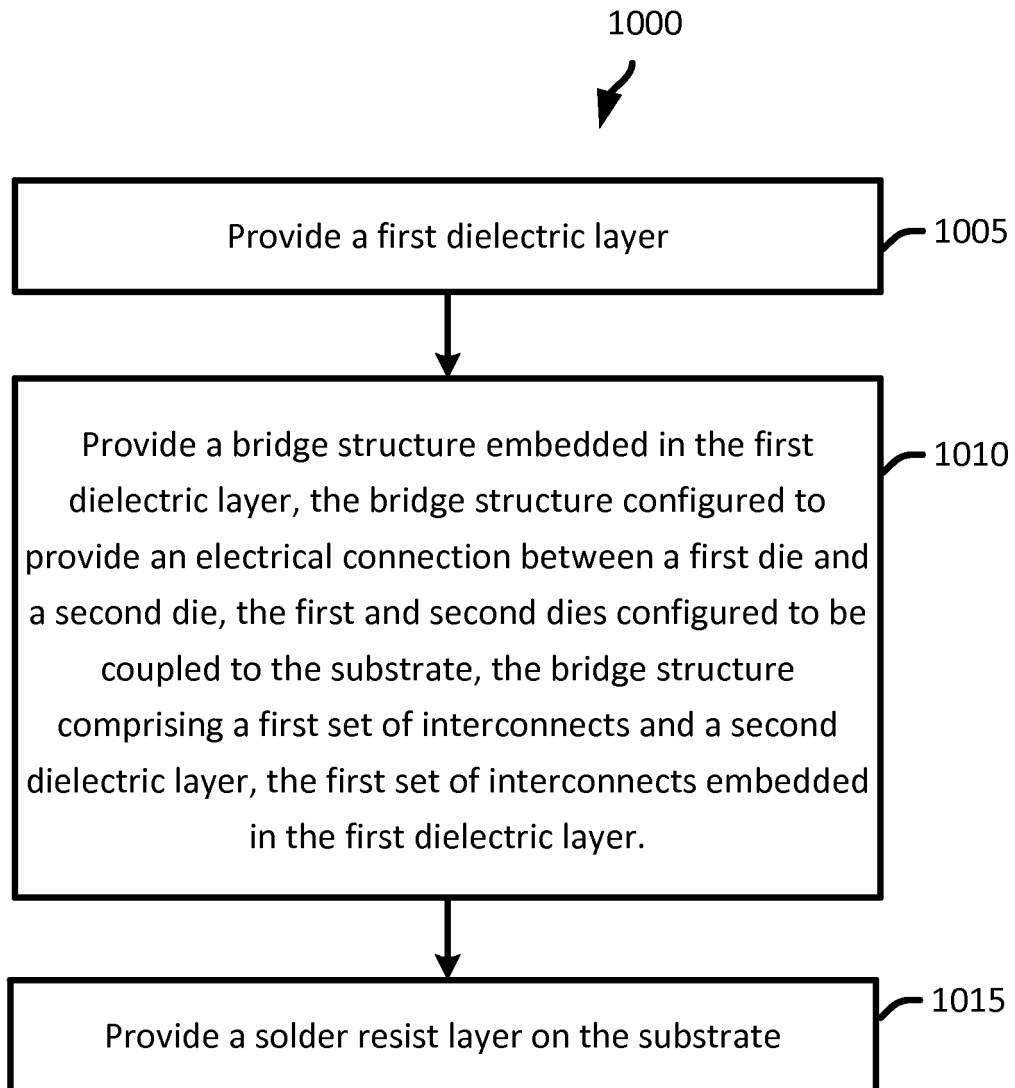 1000
Provide a first dielectric layer
1005
Provide a bridge structure embedded in the first
dielectric layer, the bridge structure configured to
provide an electrical connection between a first die and
a second die, the first and second dies configured to be
coupled to the substrate, the bridge structure
comprising a first set of interconnects and a second
dielectric layer, the first set of interconnects embedded
in the first dielectric layer.
1010
Provide a solder resist layer on the substrate
1015